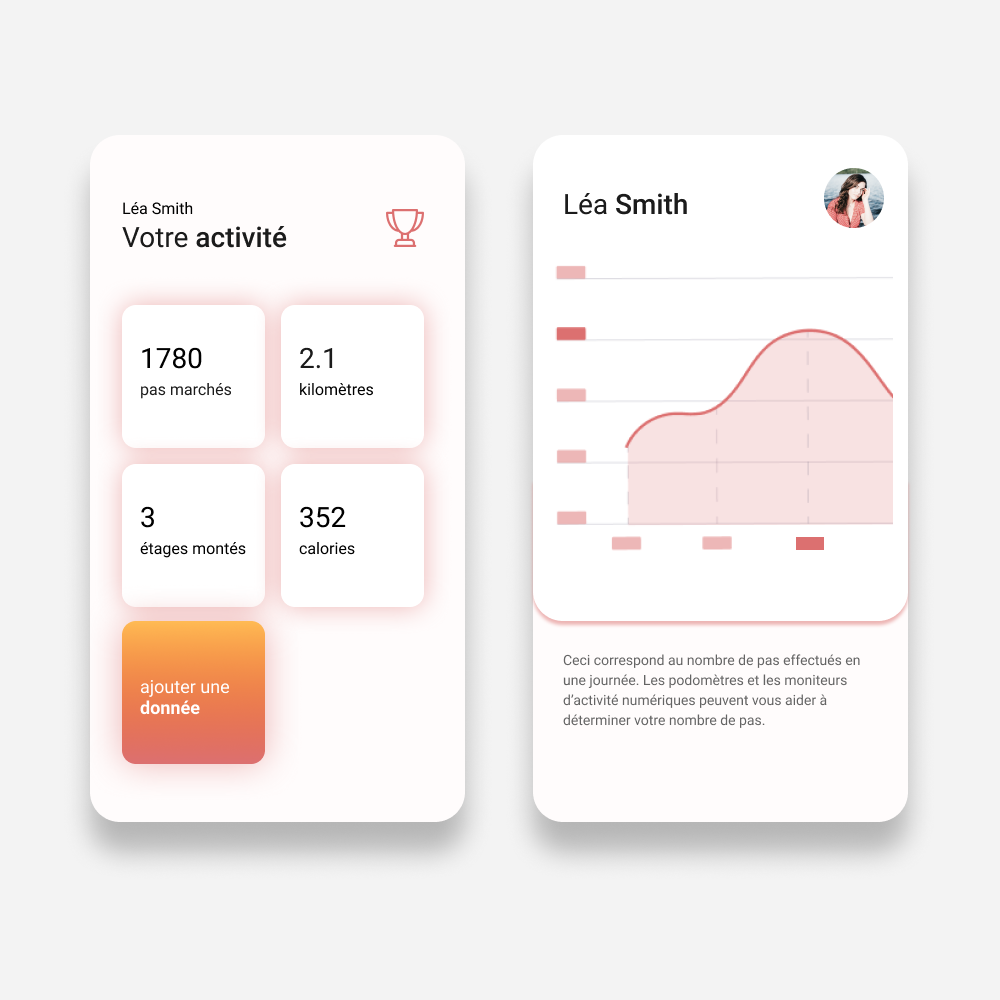 Léa Smith
Votre activité
1780
pas marchés
2.1
kilomètres
3
étages montés
352
calories
ajouter une
donnée
Léa Smith
Ceci correspond au nombre de pas effectués en
une journée. Les podomètres et les moniteurs
d’activité numériques peuvent vous aider à
déterminer votre nombre de pas.